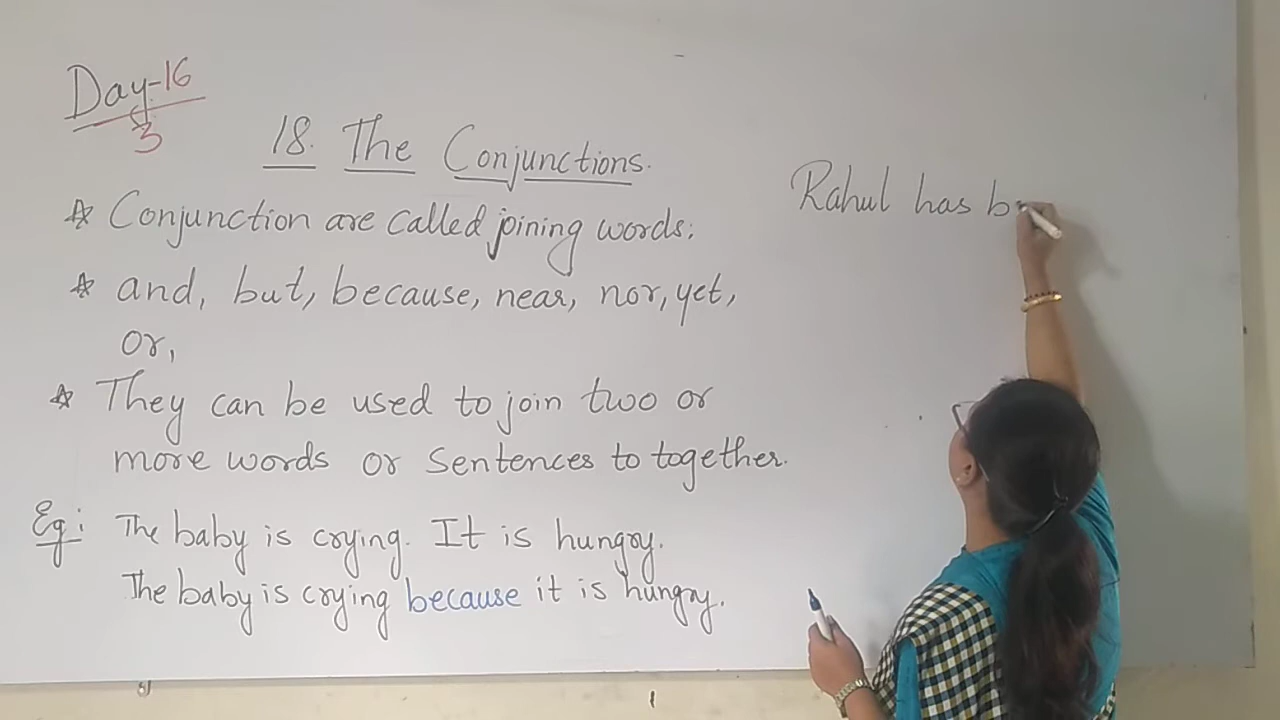 Day-16
3
18. The Conjunctions.
☆ Conjunction are called joining words;
☆ and, but, because, near, nor, yet,
or,
☆ They can be used to join two or
more words or sentences to together.
Eg: The baby is crying. It is hungry.
The baby is crying because it is hungry.
Rahul has b